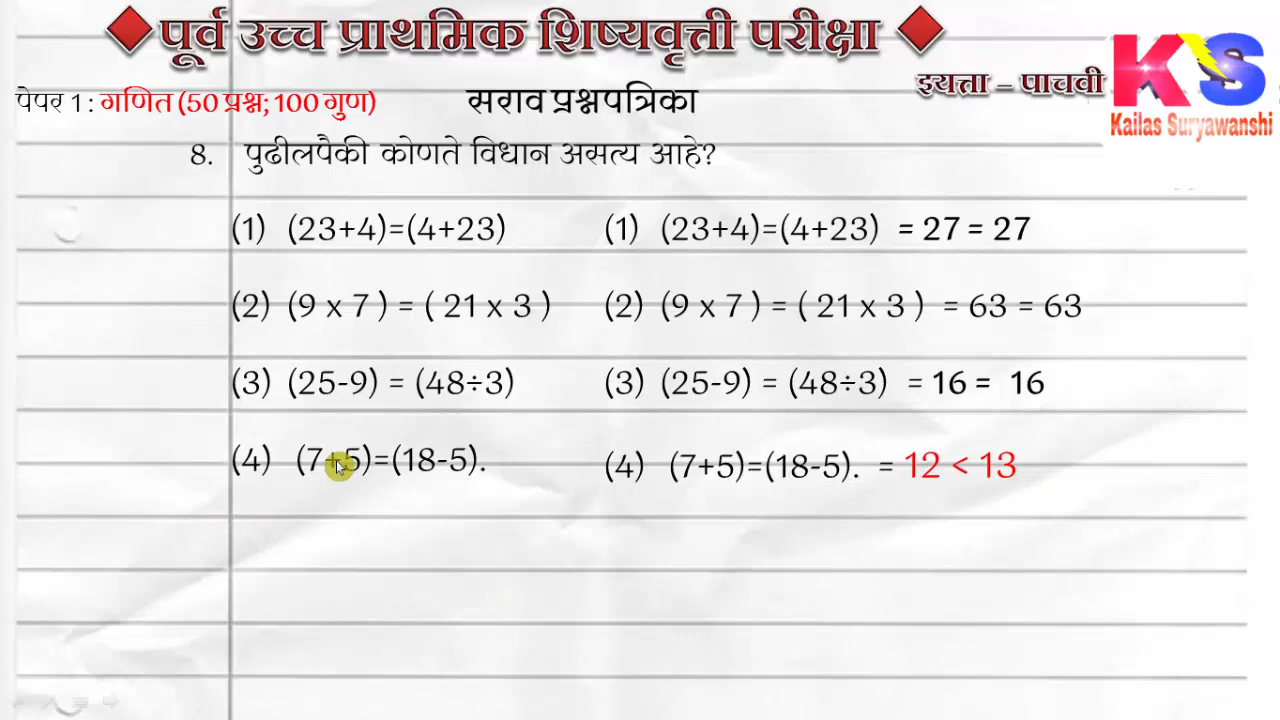 पूर्व उच्च प्राथमिक शिष्यवृत्ती परीक्षा
KS
इयत्ता – पाचवी
Kailas Suryawanshi
पेपर 1 : गणित (50 प्रश्न; 100 गुण) सराव प्रश्नपत्रिका
8. पुढीलपैकी कोणते विधान असत्य आहे?
(1) (23+4)=(4+23) (1) (23+4)=(4+23) = 27 = 27
(2) (9 x 7 ) = ( 21 x 3 ) (2) (9 x 7 ) = ( 21 x 3 ) = 63 = 63
(3) (25-9) = (48÷3) (3) (25-9) = (48÷3) = 16 = 16
(4) (7+5)=(18-5). (4) (7+5)=(18-5). = 12 < 13